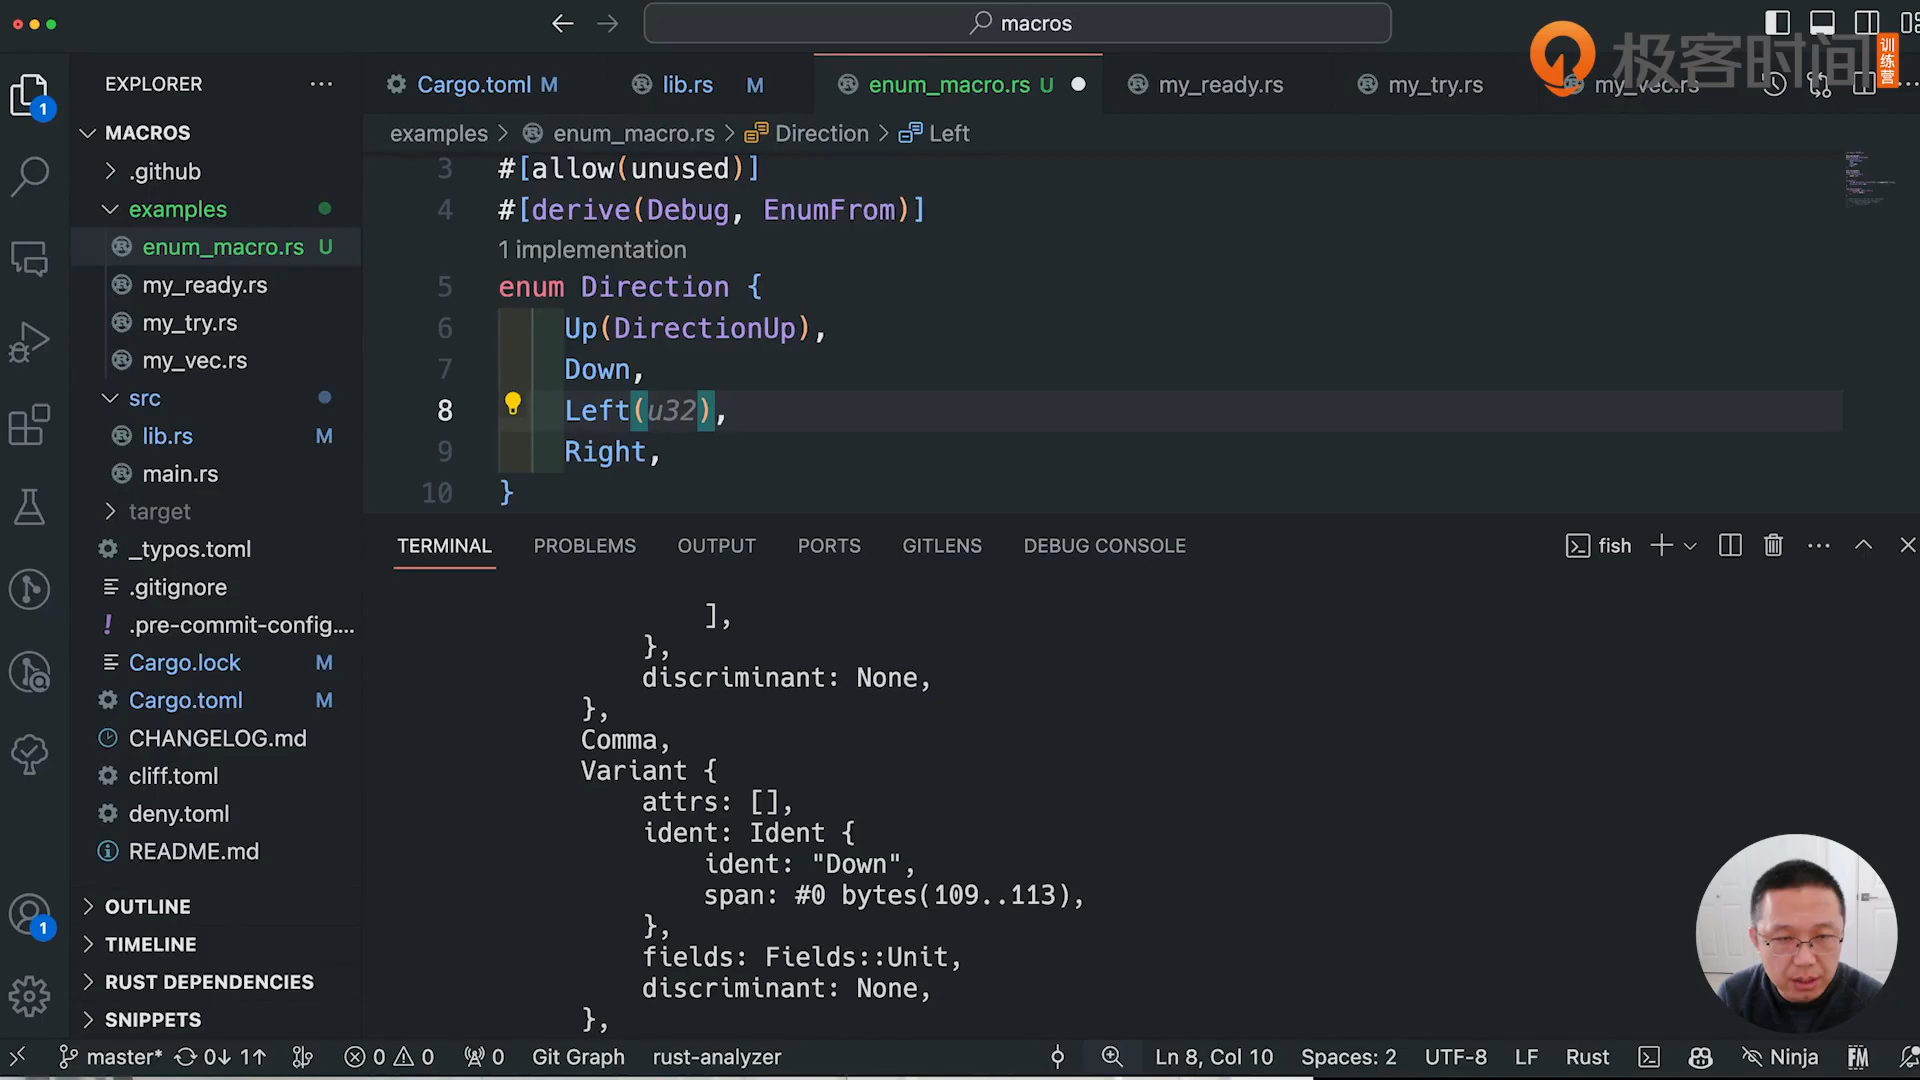 macros
极客时间
训练营
EXPLORER
Cargo.toml M
lib.rs M
enum_macro.rs U
my_ready.rs
my_try.rs
my_vec.rs
MACROS
.github
examples
enum_macro.rs U
my_ready.rs
my_try.rs
my_vec.rs
src
lib.rs M
main.rs
target
_typos.toml
.gitignore
.pre-commit-config....
Cargo.lock M
Cargo.toml M
CHANGELOG.md
cliff.toml
deny.toml
README.md
OUTLINE
TIMELINE
RUST DEPENDENCIES
SNIPPETS
1
1
examples > enum_macro.rs > Direction > Left
3 #[allow(unused)]
4 #[derive(Debug, EnumFrom)]
1 implementation
5 enum Direction {
6 Up(DirectionUp),
7 Down,
8 Left(u32),
9 Right,
10 }
TERMINAL PROBLEMS OUTPUT PORTS GITLENS DEBUG CONSOLE
fish
],
},
discriminant: None,
},
Comma,
Variant {
attrs: [],
ident: Ident {
ident: "Down",
span: #0 bytes(109..113),
},
fields: Fields::Unit,
discriminant: None,
},
master* 0↓ 1↑ 0 0 0 Git Graph rust-analyzer Ln 8, Col 10 Spaces: 2 UTF-8 LF Rust Ninja FM